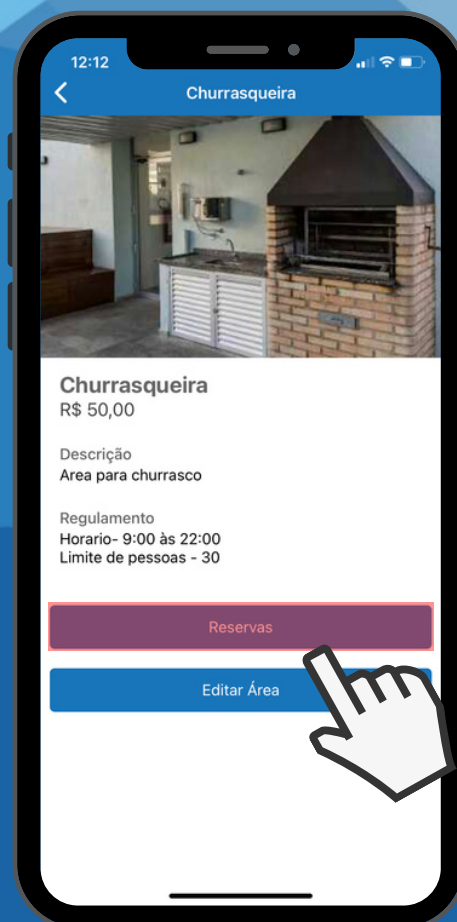 12:12
Churrasqueira
Churrasqueira
R$ 50,00
Descrição
Area para churrasco
Regulamento
Horario- 9:00 às 22:00
Limite de pessoas - 30
Reservas
Editar Área